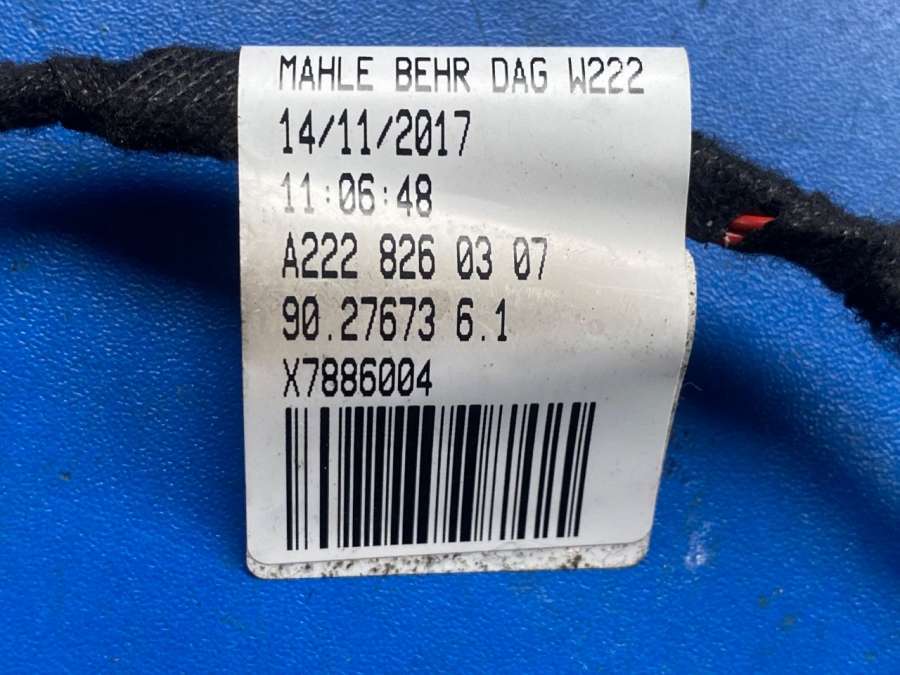 MAHLE BEHR DAG W222
14/11/2017
11:06:48
A222 826 03 07
90.27673 6.1
X7886004